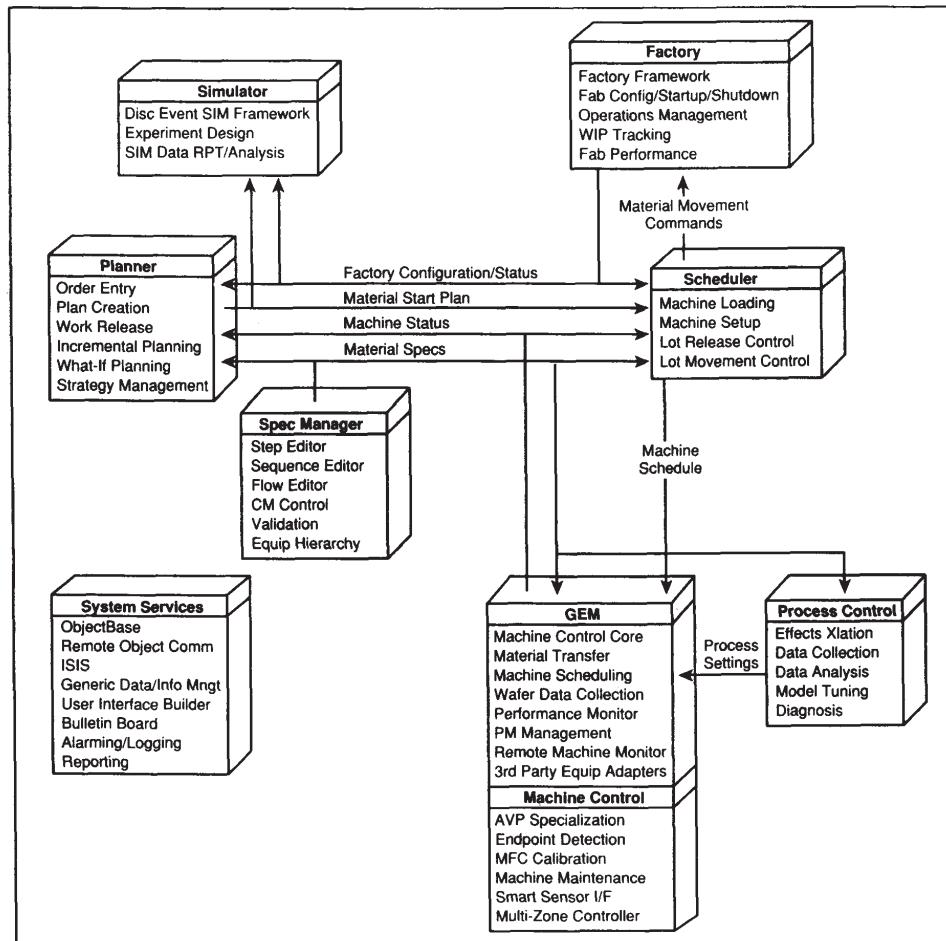 Simulator
Disc Event SIM Framework
Experiment Design
SIM Data RPT/Analysis
Factory
Factory Framework
Fab Config/Startup/Shutdown
Operations Management
WIP Tracking
Fab Performance
Material Movement
Commands
Planner
Order Entry
Plan Creation
Work Release
Incremental Planning
What-If Planning
Strategy Management
Factory Configuration/Status
Material Start Plan
Machine Status
Material Specs
Scheduler
Machine Loading
Machine Setup
Lot Release Control
Lot Movement Control
Spec Manager
Step Editor
Sequence Editor
Flow Editor
CM Control
Validation
Equip Hierarchy
Machine
Schedule
System Services
ObjectBase
Remote Object Comm
ISIS
Generic Data/Info Mngt
User Interface Builder
Bulletin Board
Alarming/Logging
Reporting
GEM
Machine Control Core
Material Transfer
Machine Scheduling
Wafer Data Collection
Performance Monitor
PM Management
Remote Machine Monitor
3rd Party Equip Adapters
Machine Control
AVP Specialization
Endpoint Detection
MFC Calibration
Machine Maintenance
Smart Sensor I/F
Multi-Zone Controller
Process
Settings
Process Control
Effects Xlation
Data Collection
Data Analysis
Model Tuning
Diagnosis